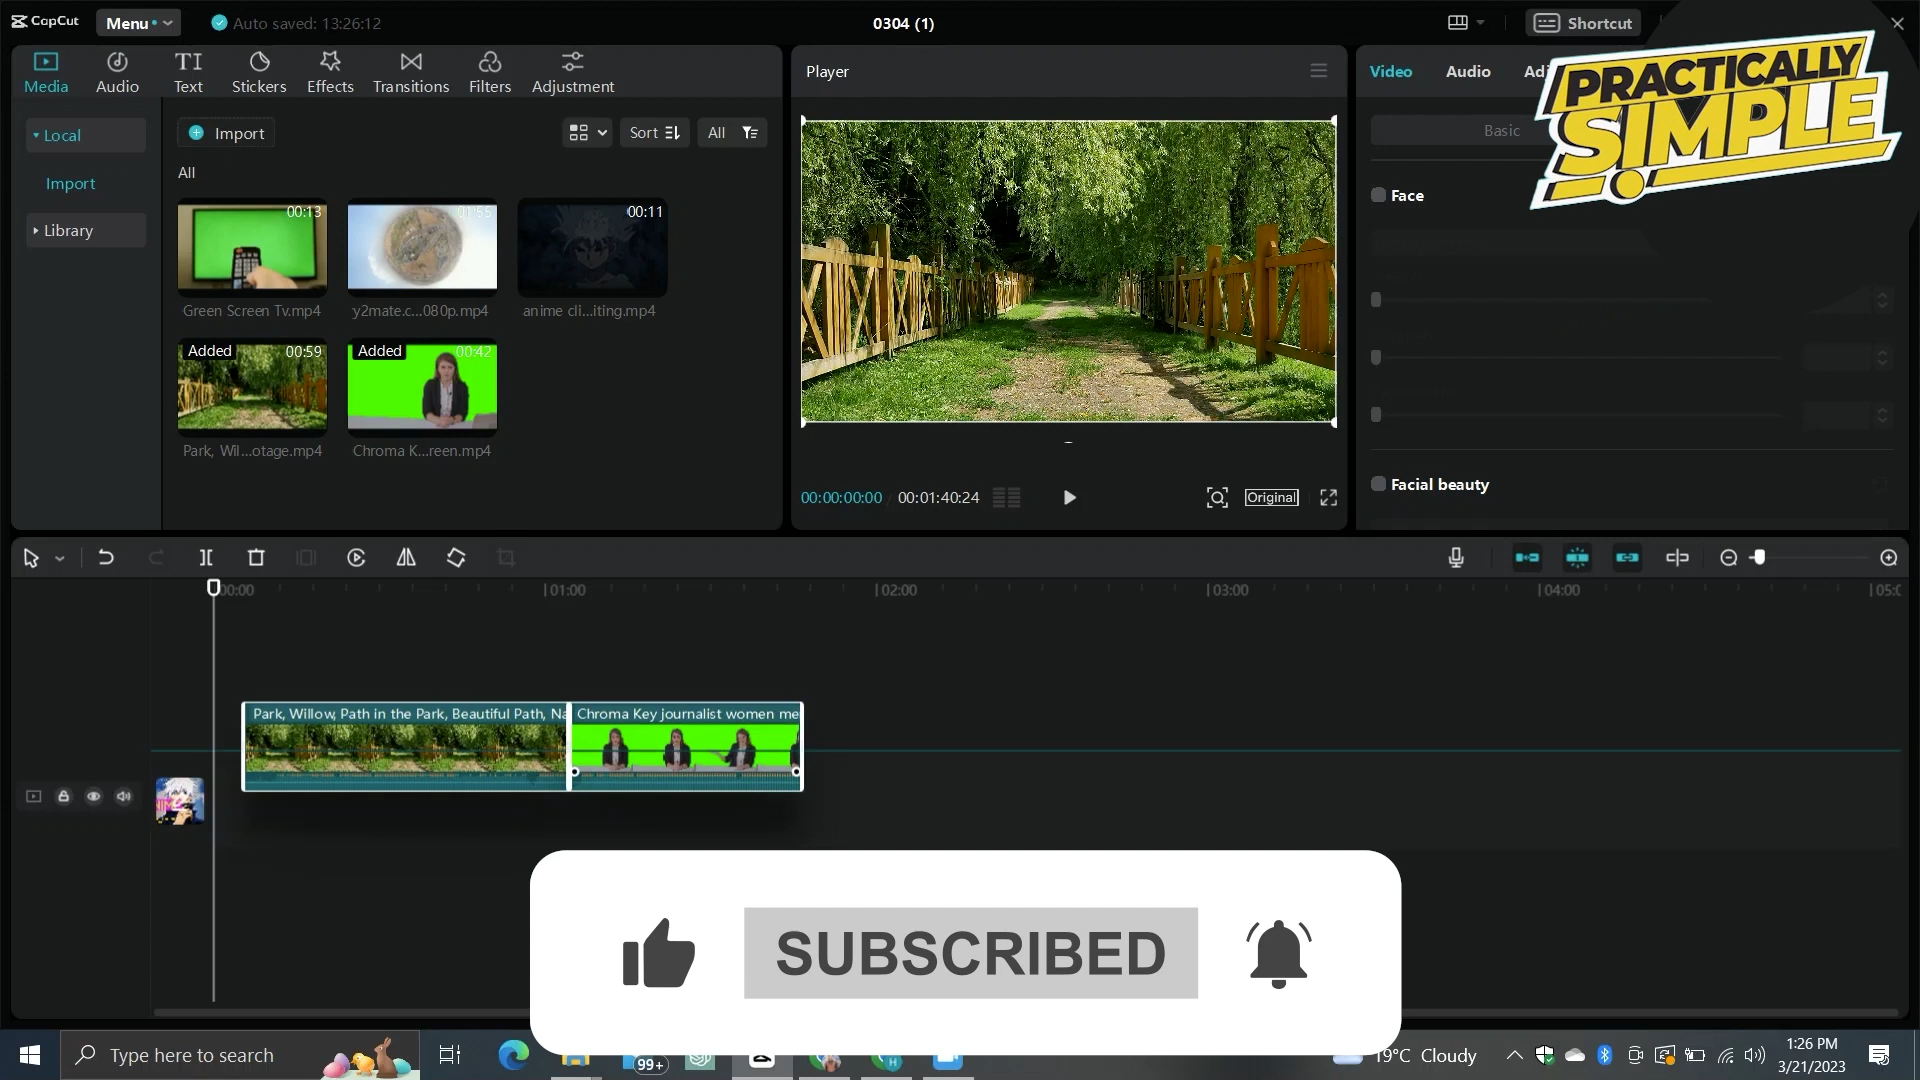 CapCut
Menu
Auto saved: 13:26:12
0304 (1)
Shortcut
Media
Audio
TI
Text
Stickers
Effects
Transitions
Filters
Adjustment
Player
Video
Audio
PRACTICALLY
SIMPLE
Local
Import
Sort
All
Basic
Import
All
Library
Face
00:13
01:55
00:11
Green Screen Tv.mp4
y2mate.c...080p.mp4
anime cli...iting.mp4
Added
00:59
Added
00:42
Park, Wil...otage.mp4
Chroma K...reen.mp4
Facial beauty
00:00:00:00
00:01:40:24
Original
00:00
01:00
02:00
03:00
04:00
Park, Willow, Path in the Park, Beautiful Path, Na
Chroma Key journalist women me
SUBSCRIBED
Type here to search
99+
19°C Cloudy
1:26 PM
3/21/2023